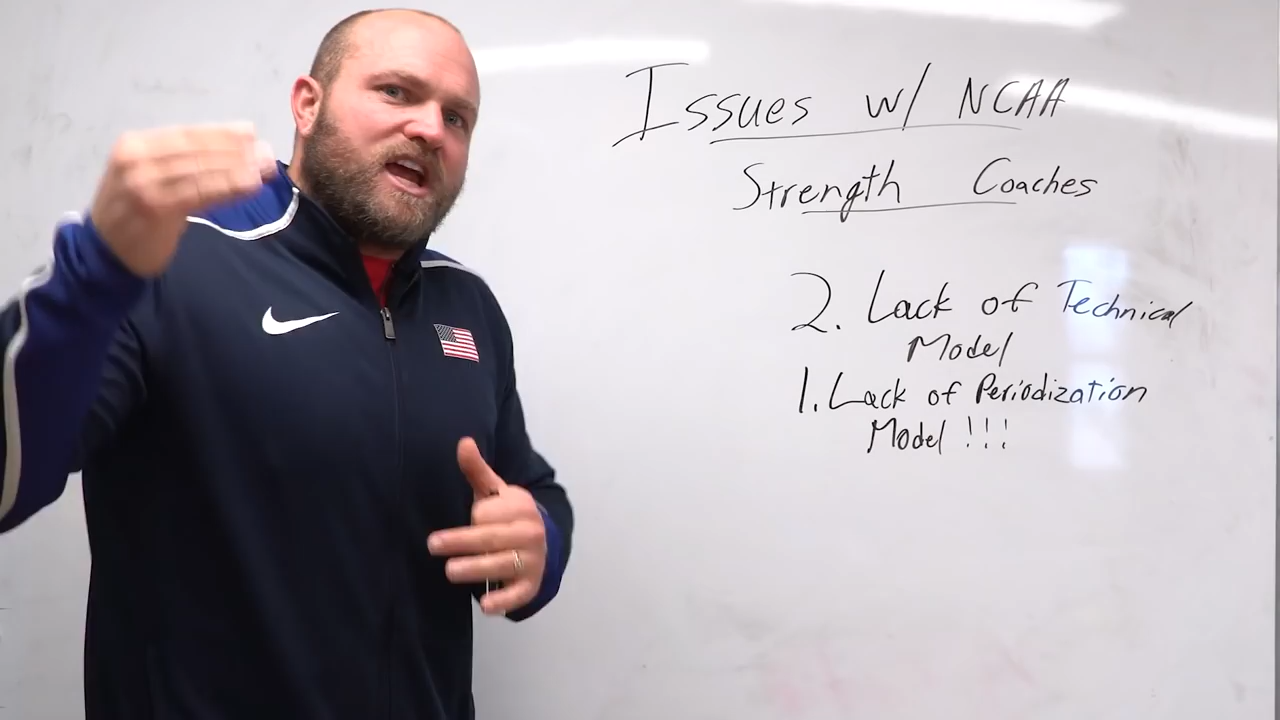 Issues w/ NCAA
Strength Coaches
2. Lack of Technical
Model
1. Lack of Periodization
Model !!!